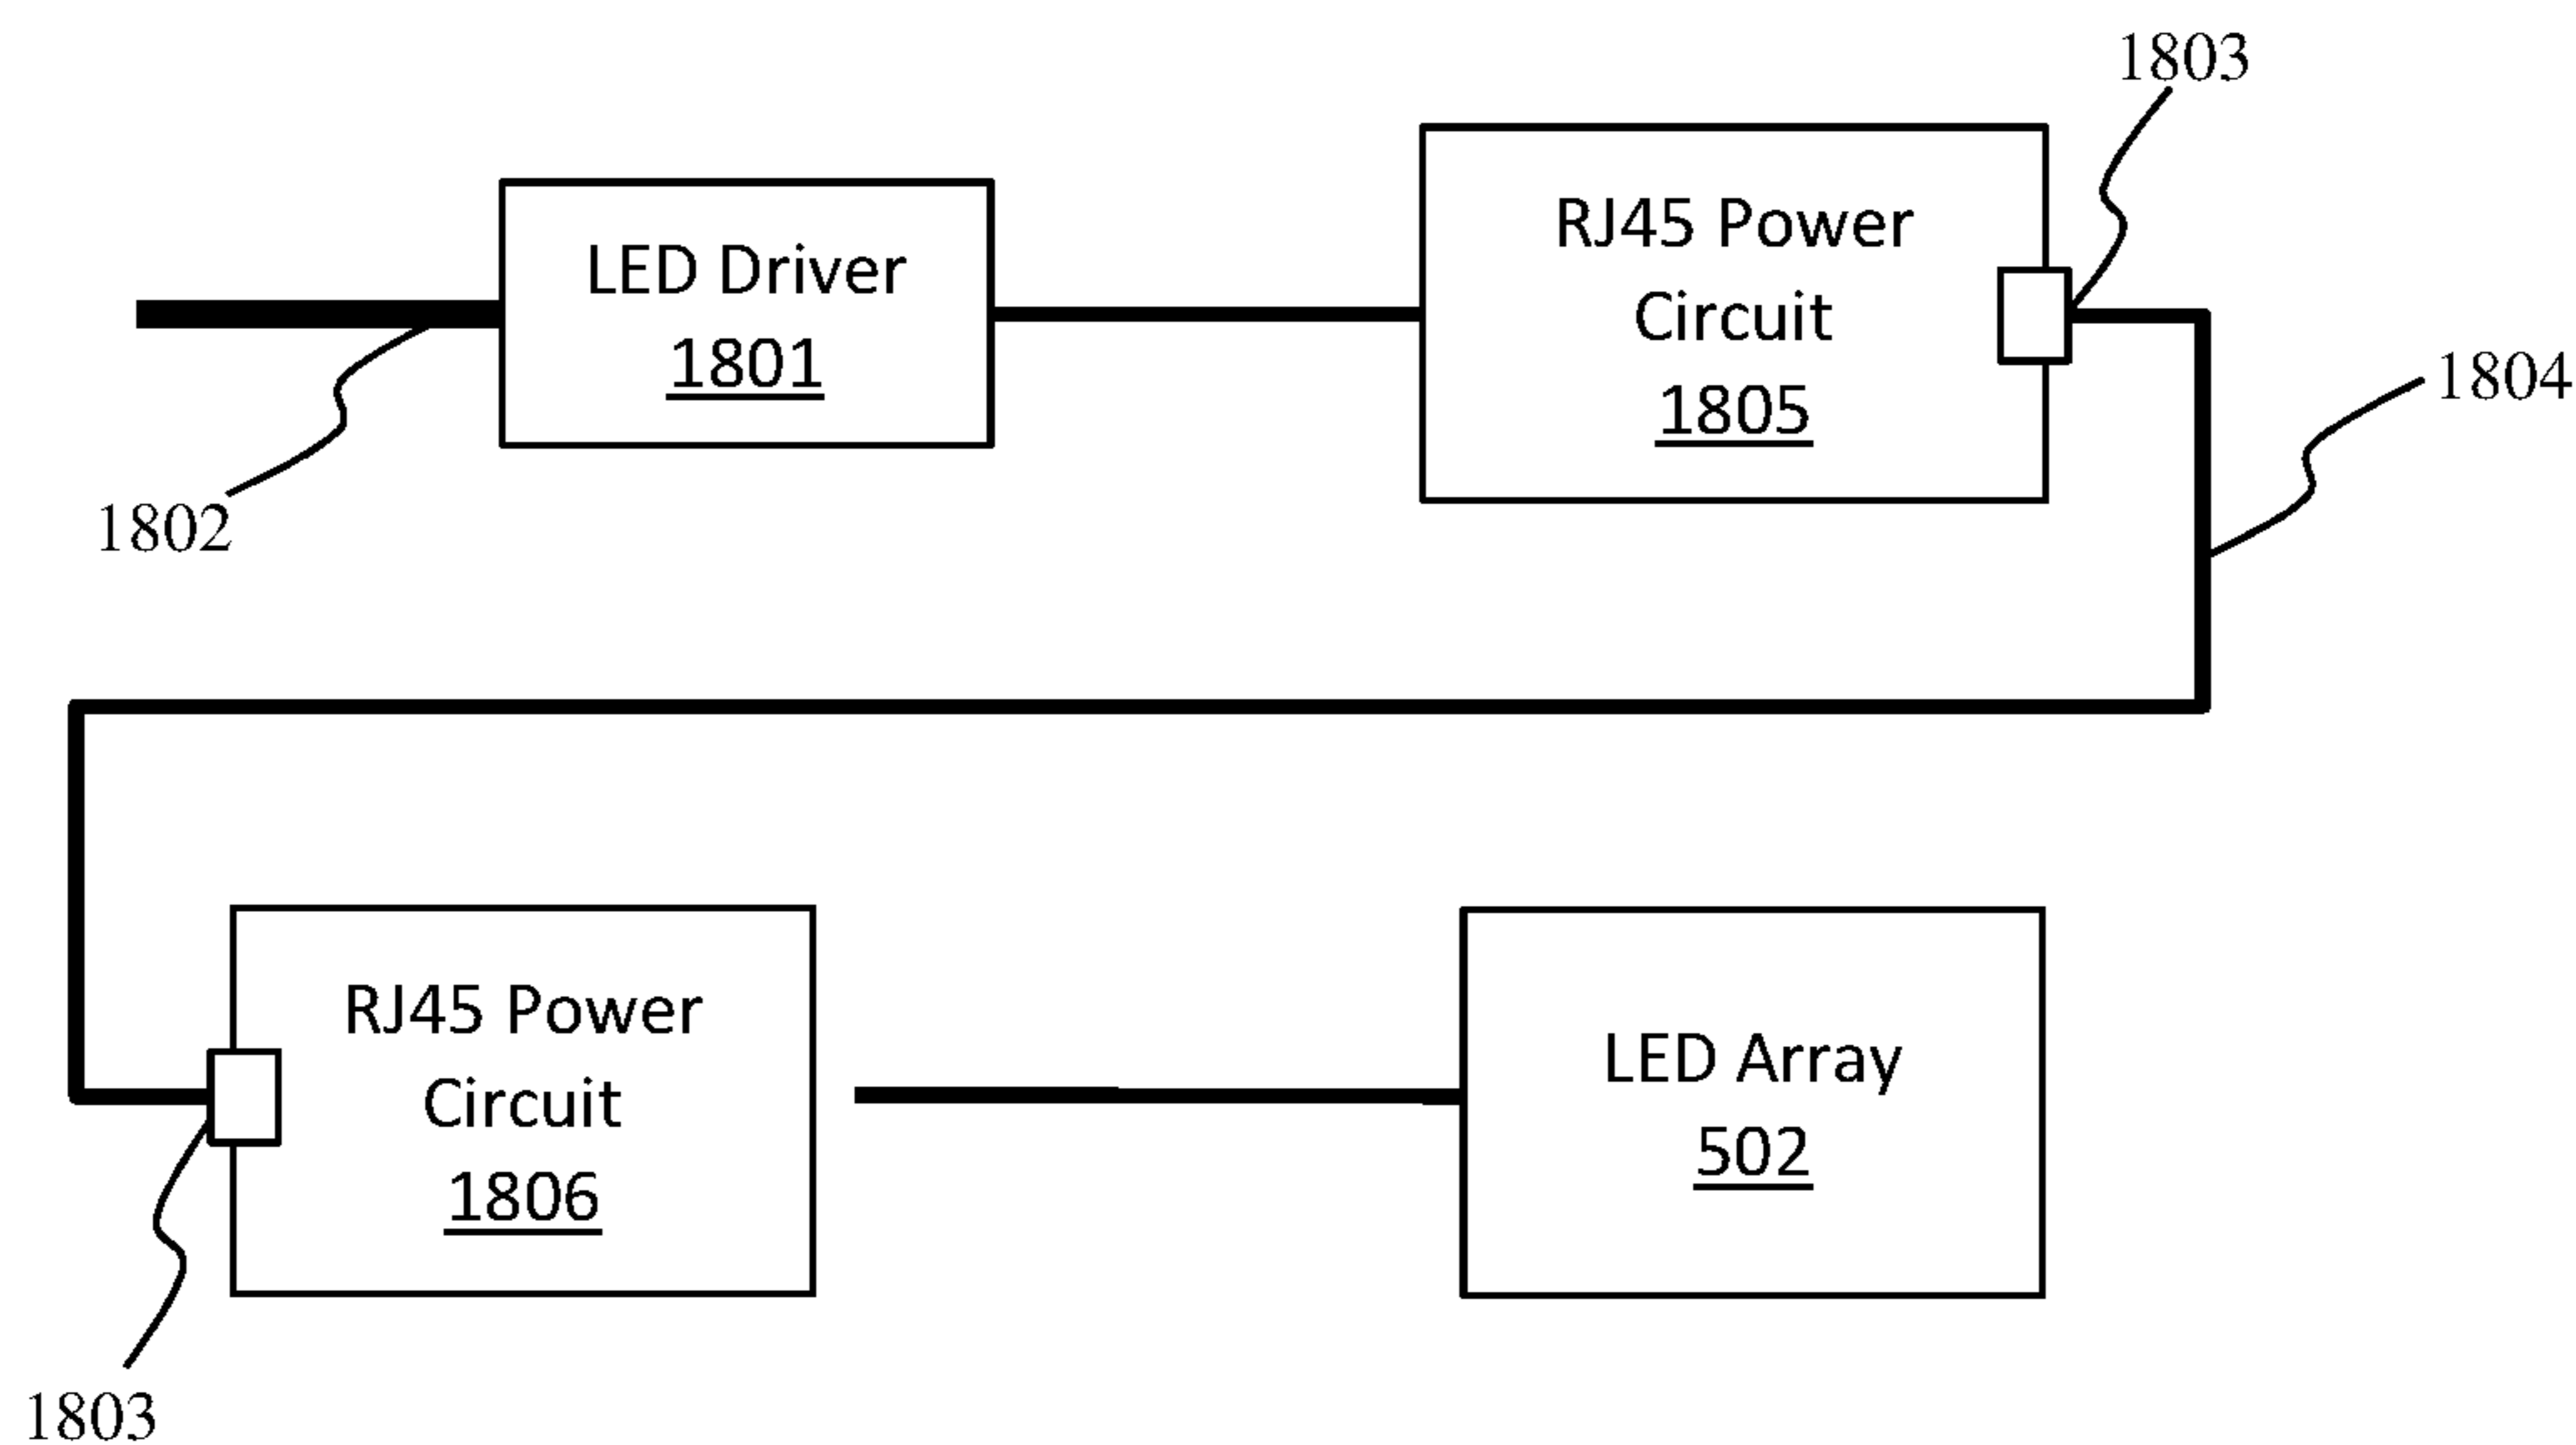 1803
LED Driver
1801
RJ45 Power
Circuit
1805
1804
1802
RJ45 Power
Circuit
1806
LED Array
502
1803